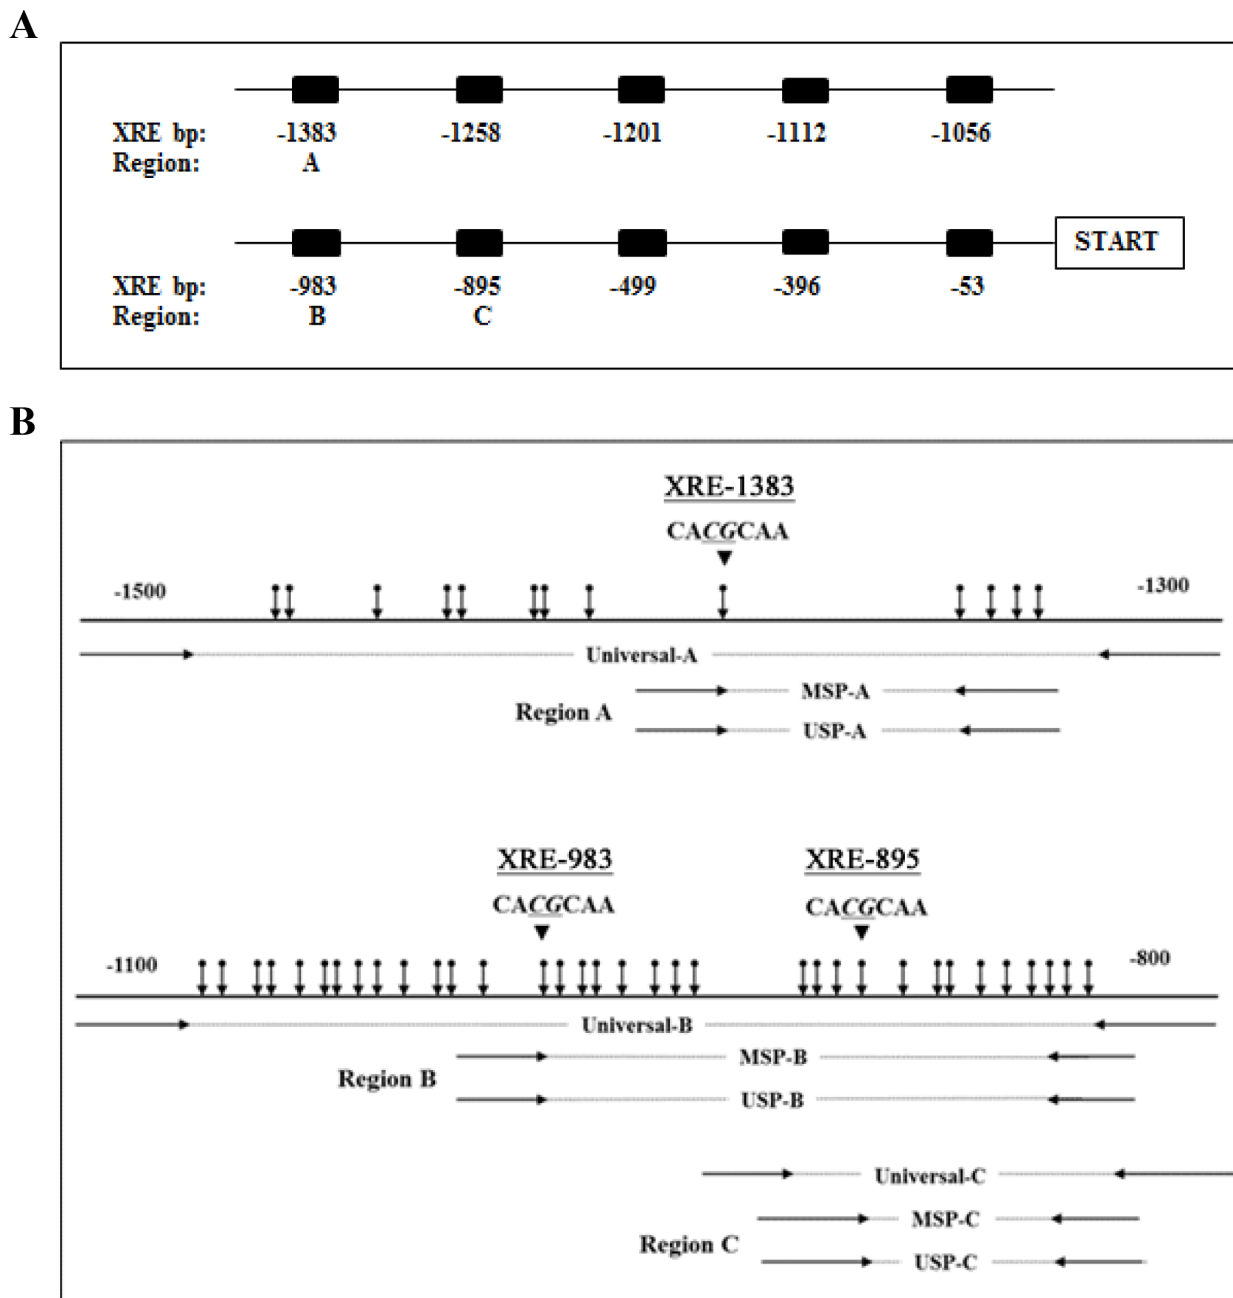 A
XRE bp: -1383 -1258 -1201 -1112 -1056
Region: A
START
XRE bp: -983 -895 -499 -396 -53
Region: B C
B
XRE-1383
CACGCAA
-1500 -1300
Universal-A
MSP-A
Region A
USP-A
XRE-983 XRE-895
CACGCAA CACGCAA
-1100 -800
Universal-B
MSP-B
Region B
USP-B
Universal-C
MSP-C
Region C
USP-C